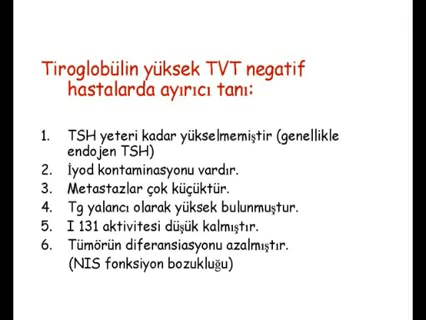 Tiroglobülin yüksek TVT negatif
hastalarda ayırıcı tanı:
1. TSH yeteri kadar yükselmemiştir (genellikle
endojen TSH)
2. İyod kontaminasyonu vardır.
3. Metastazlar çok küçüktür.
4. Tg yalancı olarak yüksek bulunmuştur.
5. I 131 aktivitesi düşük kalmıştır.
6. Tümörün diferansiasyonu azalmıştır.
(NIS fonksiyon bozukluğu)